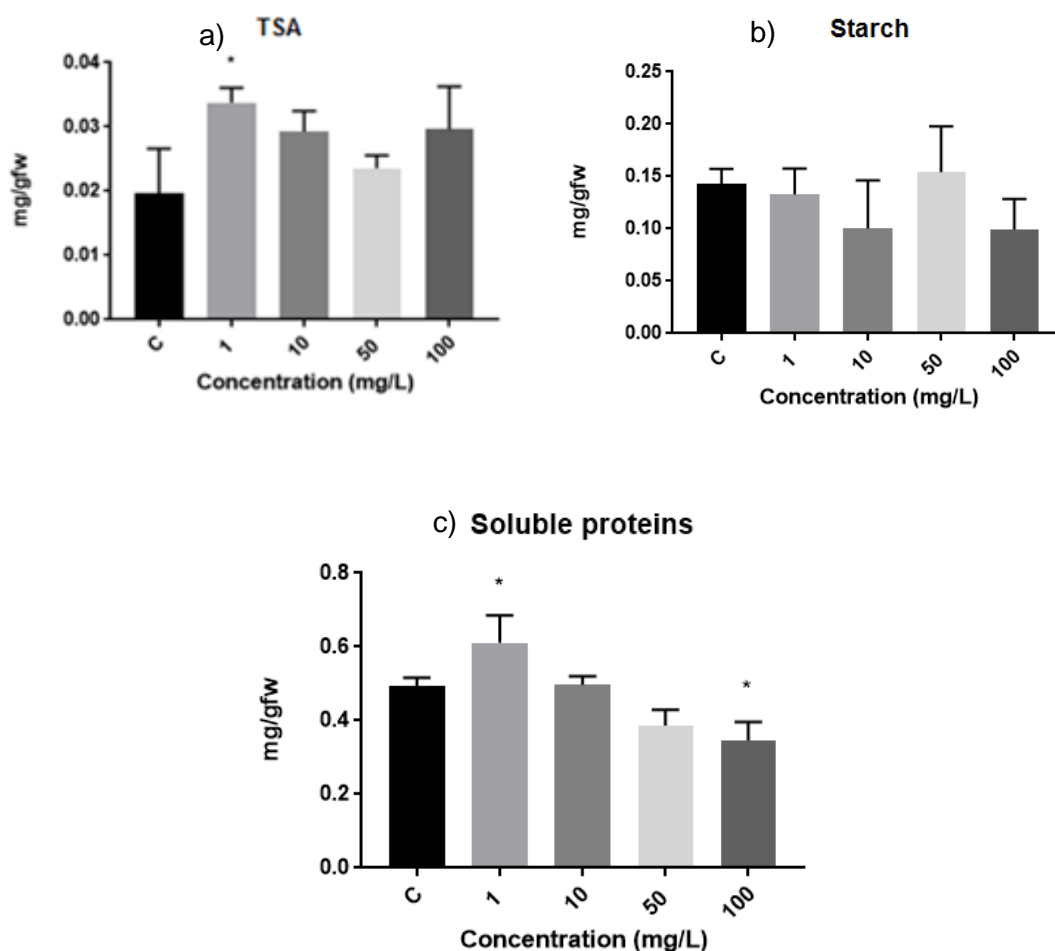 a) TSA
*
0.04
0.03
0.02
0.01
0.00
mg/gfw
C 1 10 50 100
Concentration (mg/L)
b) Starch
0.25
0.20
0.15
0.10
0.05
0.00
mg/gfw
C 1 10 50 100
Concentration (mg/L)
c) Soluble proteins
* *
0.8
0.6
0.4
0.2
0.0
mg/gfw
C 1 10 50 100
Concentration (mg/L)